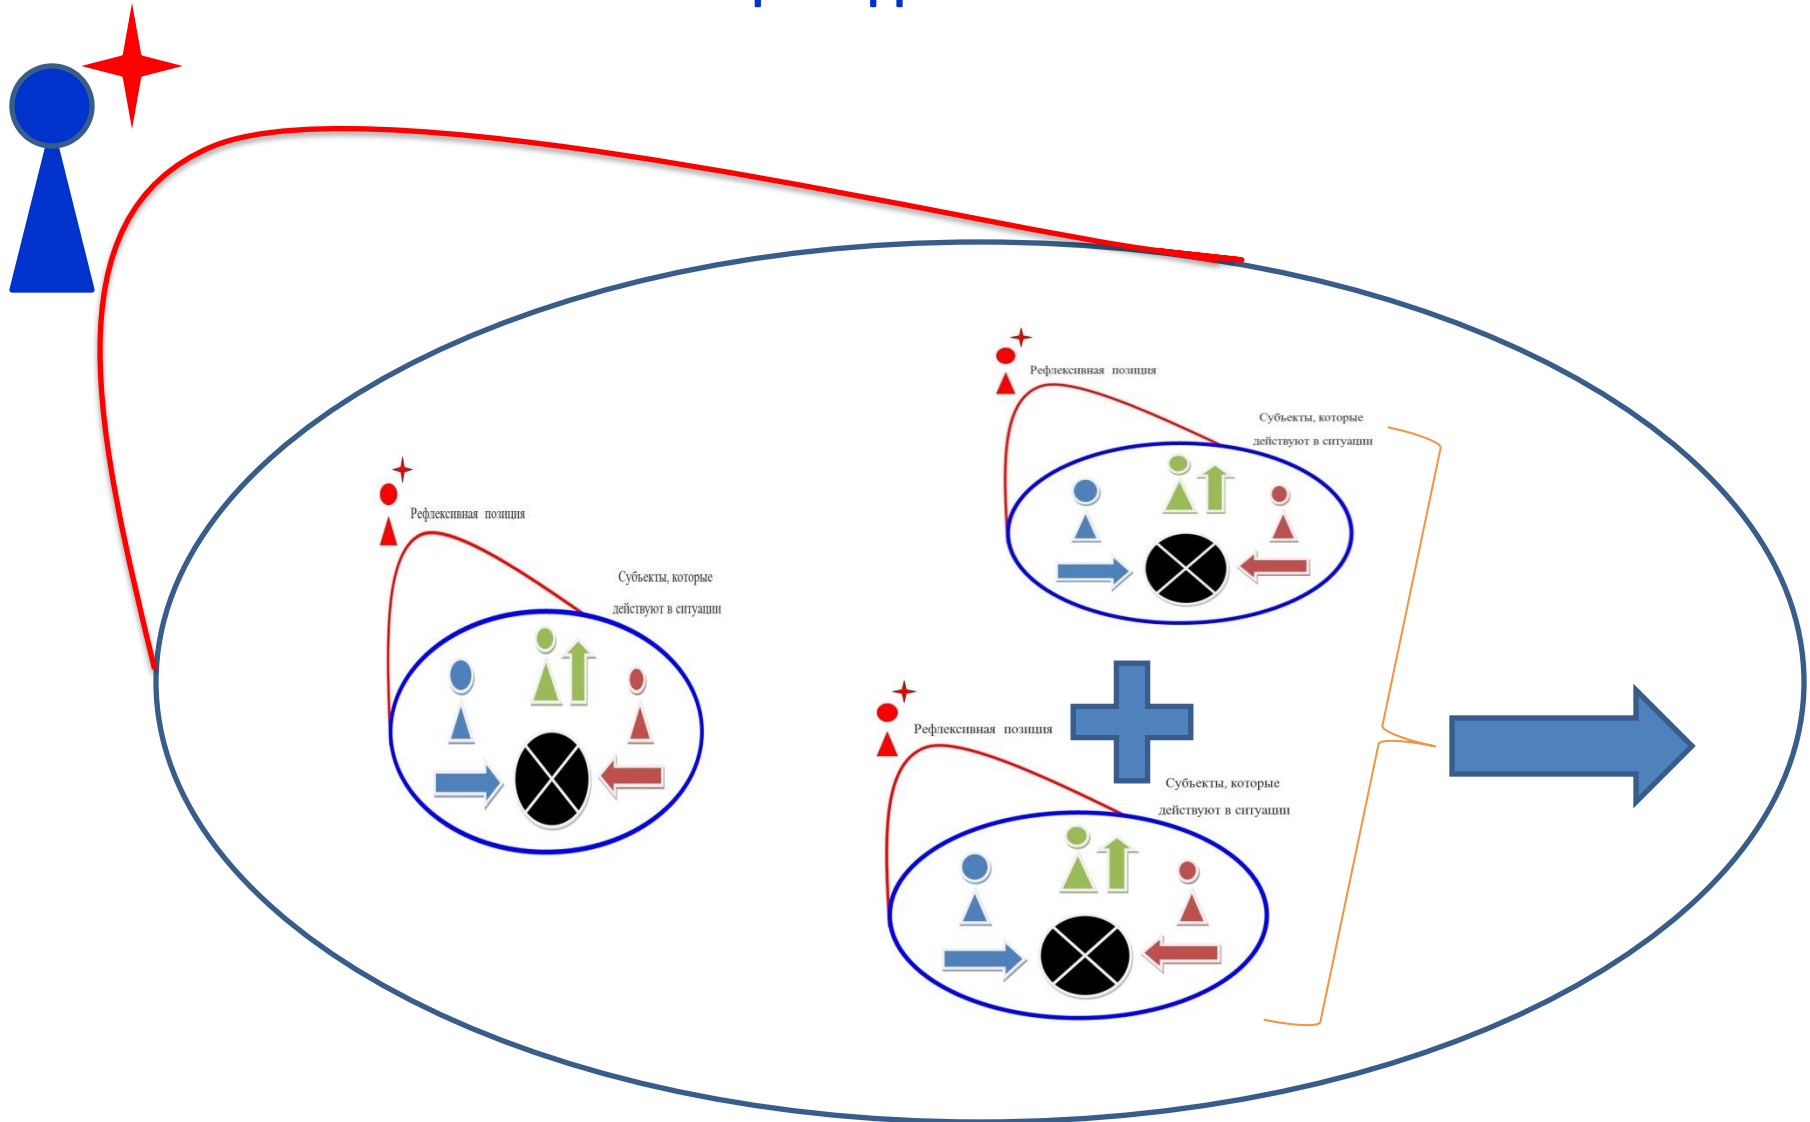 Рефлексивная позиция
Субъекты, которые
действуют в ситуации
Рефлексивная позиция
Субъекты, которые
действуют в ситуации
Рефлексивная позиция
Субъекты, которые
действуют в ситуации